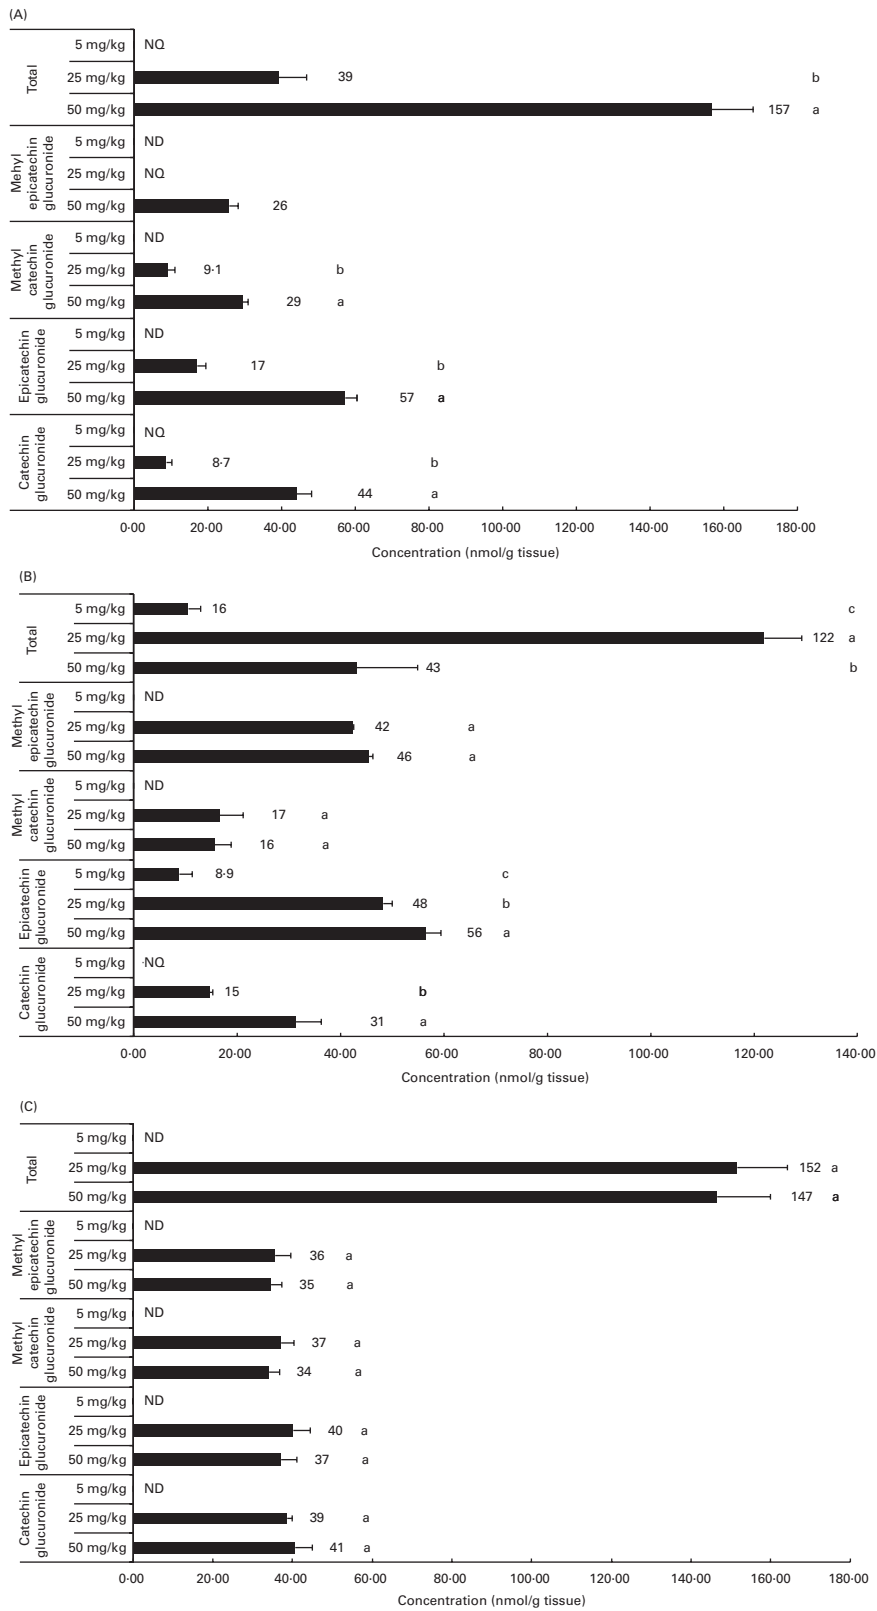 (A)
Total
5 mg/kg NQ
25 mg/kg 39 b
50 mg/kg 157 a
Mehyl
epicatechin
glucuronide
5 mg/kg ND
25 mg/kg NQ
50 mg/kg 26
Methyl
catechin
glucuronide
5 mg/kg ND
25 mg/kg 9·1 b
50 mg/kg 29 a
Epicatechin
glucuronide
5 mg/kg ND
25 mg/kg 17 b
50 mg/kg 57 a
Catechin
glucuronide
5 mg/kg NQ
25 mg/kg 8·7 b
50 mg/kg 44 a
0·00 20·00 40·00 60·00 80·00 100·00 120·00 140·00 160·00 180·00
Concentration (nmol/g tissue)
(B)
Total
5 mg/kg 16 c
25 mg/kg 122 a
50 mg/kg 43 b
Methyl
epicatechin
glucuronide
5 mg/kg ND
25 mg/kg 42 a
50 mg/kg 46 a
Methyl
catechin
glucuronide
5 mg/kg ND
25 mg/kg 17 a
50 mg/kg 16 a
Epicatechin
glucuronide
5 mg/kg 8·9 c
25 mg/kg 48 b
50 mg/kg 56 a
Catechin
glucuronide
5 mg/kg ·NQ
25 mg/kg 15 b
50 mg/kg 31 a
0·00 20·00 40·00 60·00 80·00 100·00 120·00 140·00
Concentration (nmol/g tissue)
(C)
Total
5 mg/kg ND
25 mg/kg 152 a
50 mg/kg 147 a
Methyl
epicatechin
glucuronide
5 mg/kg ND
25 mg/kg 36 a
50 mg/kg 35 a
Methyl
catechin
glucuronide
5 mg/kg ND
25 mg/kg 37 a
50 mg/kg 34 a
Epicatechin
glucuronide
5 mg/kg ND
25 mg/kg 40 a
50 mg/kg 37 a
Catechin
glucuronide
5 mg/kg ND
25 mg/kg 39 a
50 mg/kg 41 a
0·00 20·00 40·00 60·00 80·00 100·00 120·00 140·00 160·00 180·00
Concentration (nmol/g tissue)